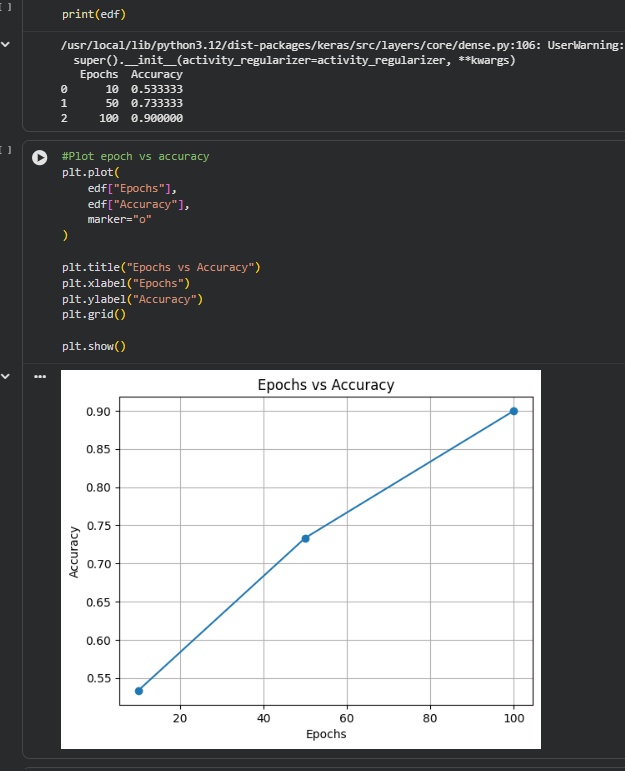 [ ]
print(edf)
/usr/local/lib/python3.12/dist-packages/keras/src/layers/core/dense.py:106: UserWarning:
super().__init__(activity_regularizer=activity_regularizer, **kwargs)
Epochs Accuracy
0 10 0.533333
1 50 0.733333
2 100 0.900000
[ ]
#Plot epoch vs accuracy
plt.plot(
edf["Epochs"],
edf["Accuracy"],
marker="o"
)
plt.title("Epochs vs Accuracy")
plt.xlabel("Epochs")
plt.ylabel("Accuracy")
plt.grid()
plt.show()
Epochs vs Accuracy
0.90
0.85
0.80
0.75
0.70
0.65
0.60
0.55
Accuracy
20 40 60 80 100
Epochs